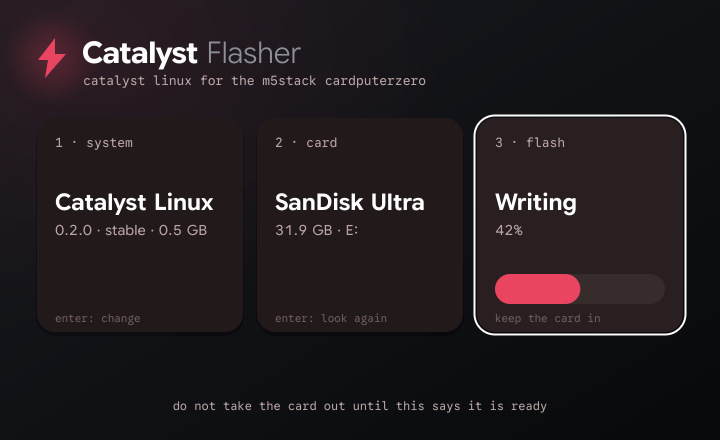 Catalyst Flasher
catalyst linux for the m5stack cardputerzero
1 · system
Catalyst Linux
0.2.0 · stable · 0.5 GB
enter: change
2 · card
SanDisk Ultra
31.9 GB · E:
enter: look again
3 · flash
Writing
42%
keep the card in
do not take the card out until this says it is ready